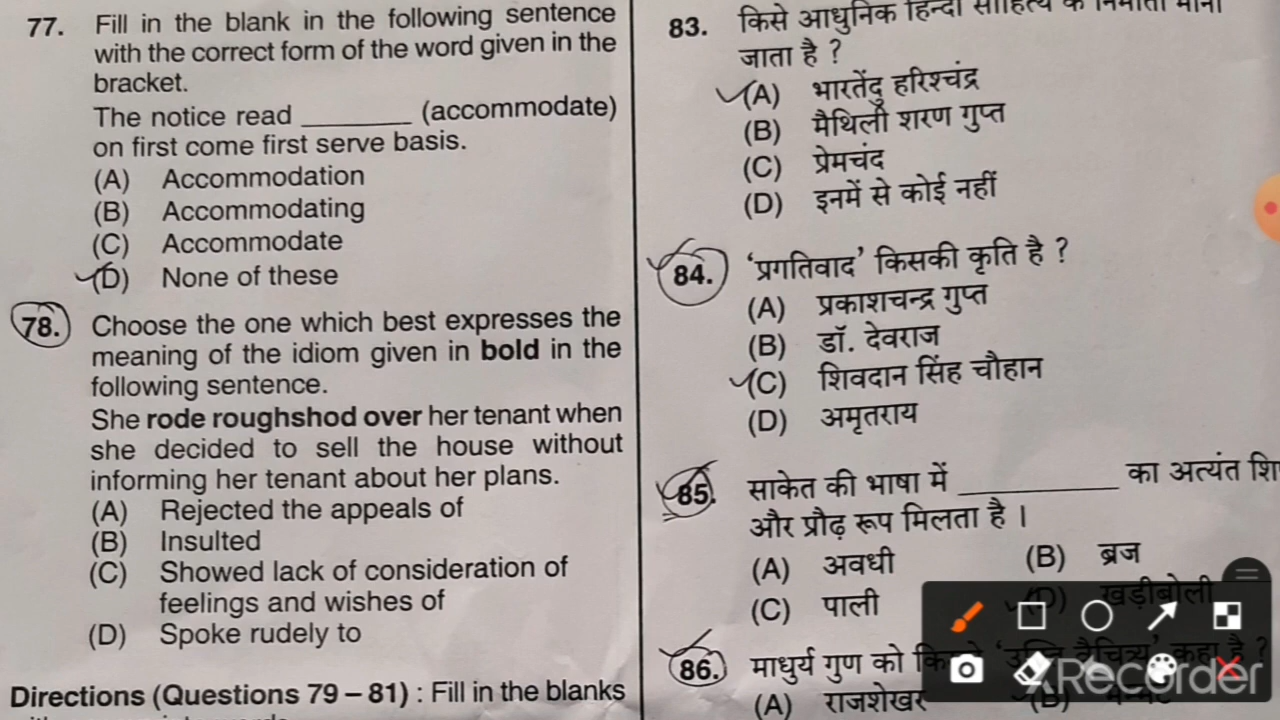 77. Fill in the blank in the following sentence
with the correct form of the word given in the
bracket.
The notice read ________ (accommodate)
on first come first serve basis.
(A) Accommodation
(B) Accommodating
(C) Accommodate
(D) None of these
78. Choose the one which best expresses the
meaning of the idiom given in bold in the
following sentence.
She rode roughshod over her tenant when
she decided to sell the house without
informing her tenant about her plans.
(A) Rejected the appeals of
(B) Insulted
(C) Showed lack of consideration of
feelings and wishes of
(D) Spoke rudely to
Directions (Questions 79 – 81) : Fill in the blanks
83. किसे आधुनिक हिन्दी साहित्य के निर्माता माना
जाता है ?
(A) भारतेंदु हरिश्चंद्र
(B) मैथिली शरण गुप्त
(C) प्रेमचंद
(D) इनमें से कोई नहीं
84. ‘प्रगतिवाद’ किसकी कृति है ?
(A) प्रकाशचन्द्र गुप्त
(B) डॉ. देवराज
(C) शिवदान सिंह चौहान
(D) अमृतराय
85. साकेत की भाषा में ________ का अत्यंत
और प्रौढ़ रूप मिलता है ।
(A) अवधी (B) ब्रज
(C) पाली (D) खड़ीबोली
86. माधुर्य गुण को कहा है ?
(A) राजशेखर (B)
XRecorder